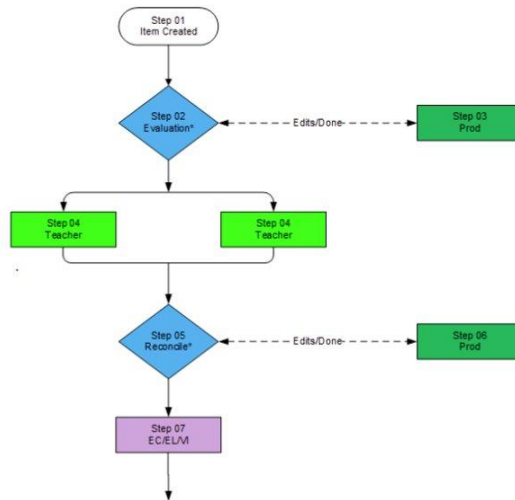 Step 01
Item Created
Step 02
Evaluation*
Edits/Done
Step 03
Prod
Step 04
Teacher
Step 04
Teacher
Step 05
Reconcile*
Edits/Done
Step 06
Prod
Step 07
EC/EL/VI